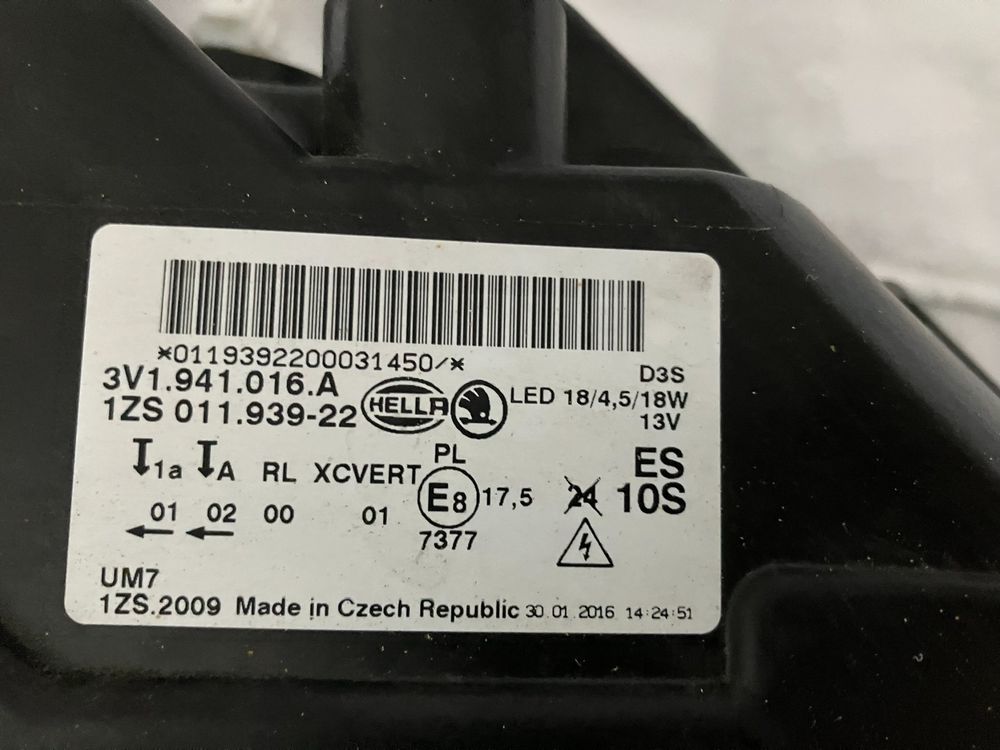 *0119392200031450/*
3V1.941.016.A
1ZS 011.939-22
HELLA
D3S
LED 18/4,5/18W
13V
1a A RL XCVERT PL
01 02 00 01 E8 17,5
7377
24
ES
10S
UM7
1ZS.2009 Made in Czech Republic 30.01.2016 14:24:51